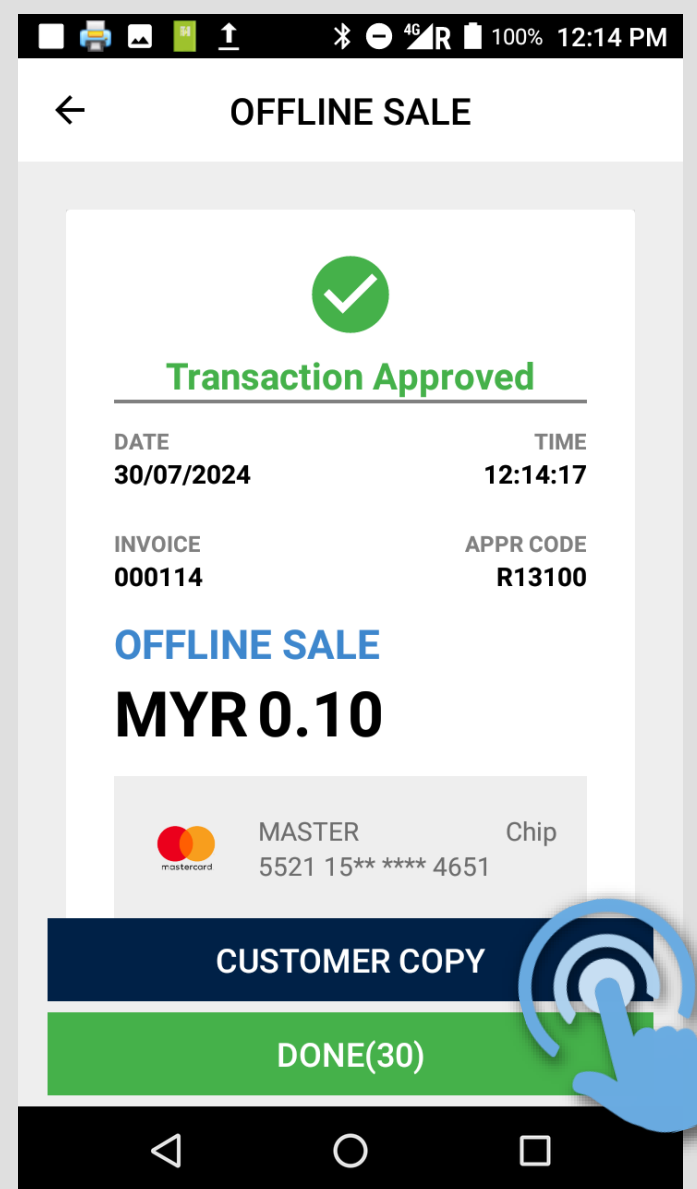 4G R 100% 12:14 PM
OFFLINE SALE
Transaction Approved
DATE TIME
30/07/2024 12:14:17
INVOICE APPR CODE
000114 R13100
OFFLINE SALE
MYR 0.10
MASTER Chip
mastercard 5521 15** **** 4651
CUSTOMER COPY
DONE(30)